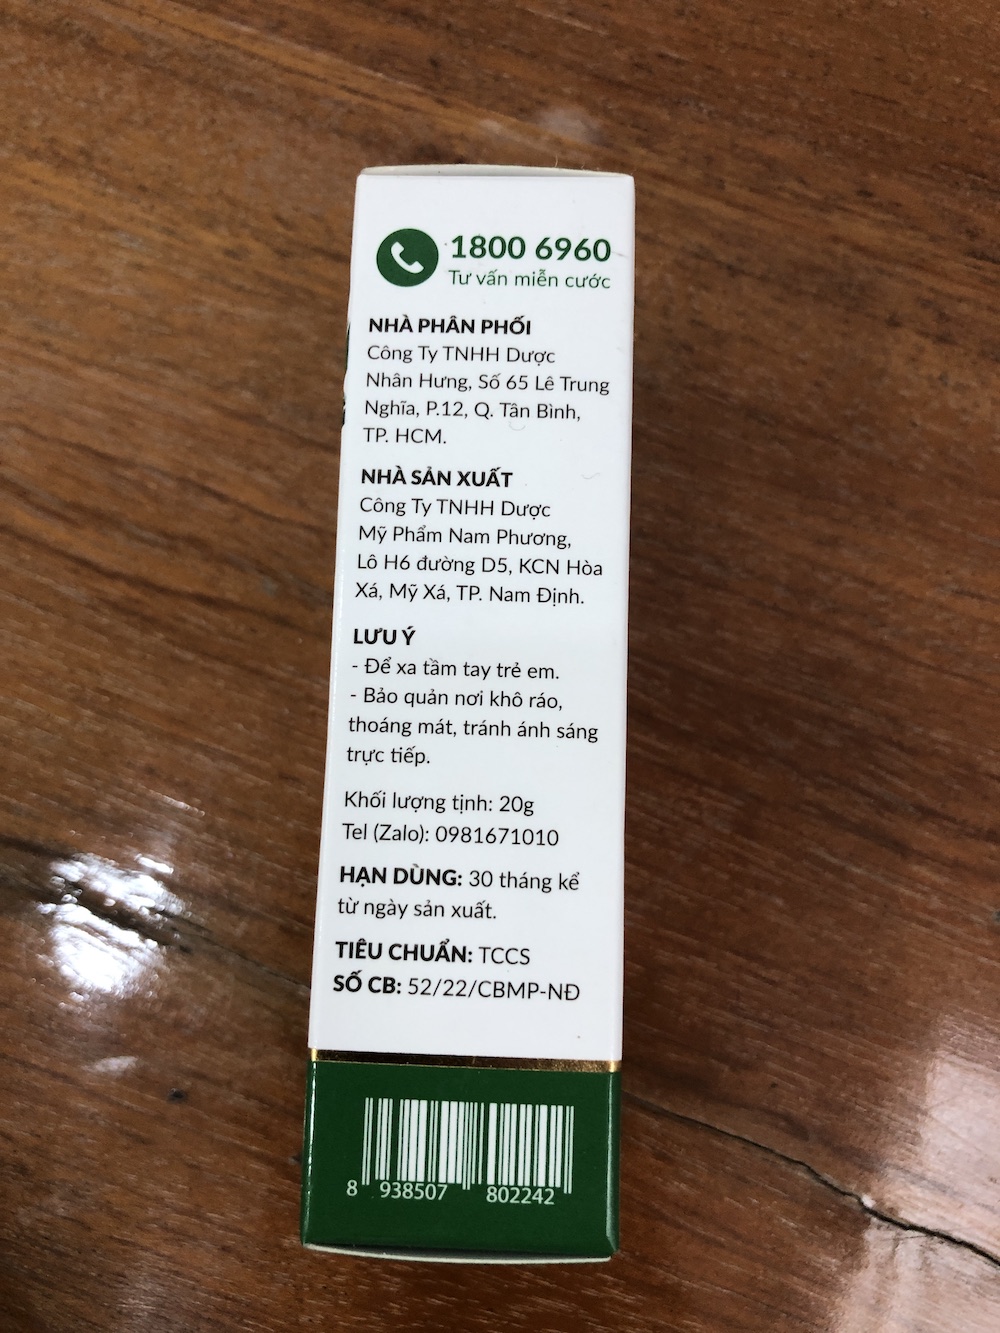 1800 6960
Tư vấn miễn cước
NHÀ PHÂN PHỐI
Công Ty TNHH Dược
Nhân Hưng, Số 65 Lê Trung
Nghĩa, P.12, Q. Tân Bình,
TP. HCM.
NHÀ SẢN XUẤT
Công Ty TNHH Dược
Mỹ Phẩm Nam Phương,
Lô H6 đường D5, KCN Hòa
Xá, Mỹ Xá, TP. Nam Định.
LƯU Ý
- Để xa tầm tay trẻ em.
- Bảo quản nơi khô ráo,
thoáng mát, tránh ánh sáng
trực tiếp.
Khối lượng tịnh: 20g
Tel (Zalo): 0981671010
HẠN DÙNG: 30 tháng kể
từ ngày sản xuất.
TIÊU CHUẨN: TCCS
SỐ CB: 52/22/CBMP-NĐ
8 938507 802242